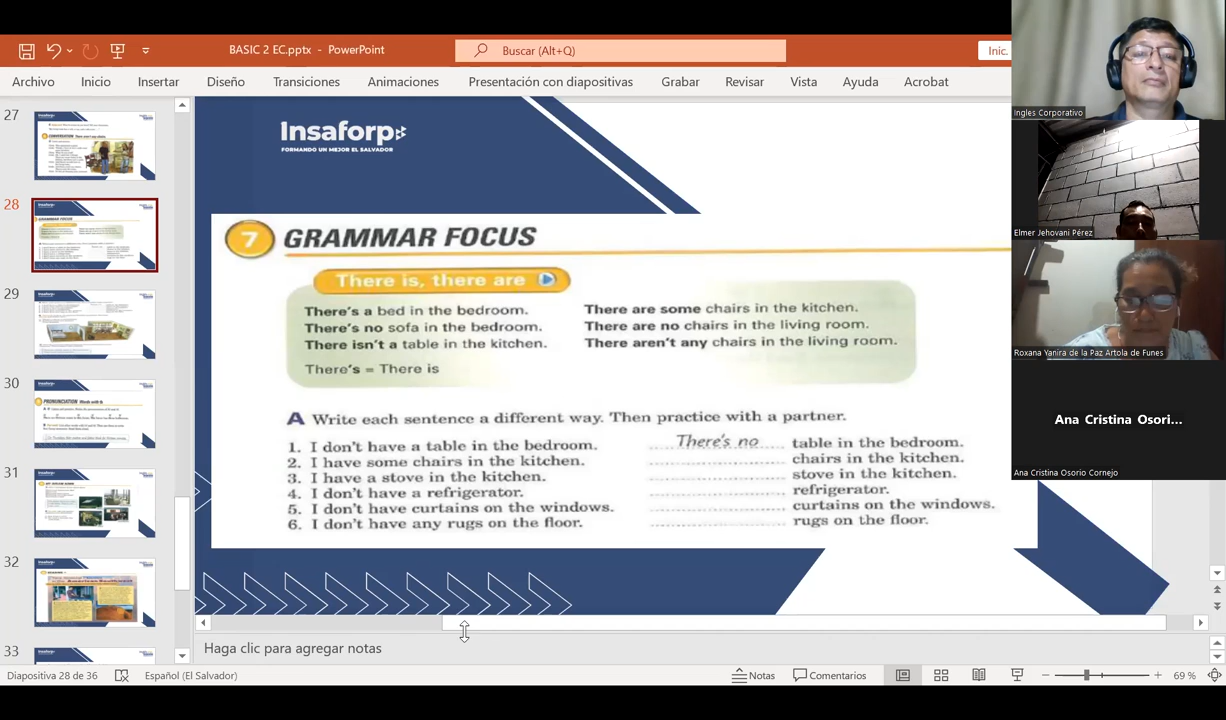 BASIC 2 EC.pptx - PowerPoint
Buscar (Alt+Q)
Inic.
Archivo Inicio Insertar Diseño Transiciones Animaciones Presentación con diapositivas Grabar Revisar Vista Ayuda Acrobat
27
28
29
30
31
32
33
Insaforp
FORMANDO UN MEJOR EL SALVADOR
7 GRAMMAR FOCUS
There is, there are
There's a bed in the bedroom.
There's no sofa in the bedroom.
There isn't a table in the kitchen.
There's = There is
There are some chairs in the kitchen.
There are no chairs in the living room.
There aren't any chairs in the living room.
A Write each sentence a different way. Then practice with a partner.
1. I don't have a table in the bedroom. There's no table in the bedroom.
2. I have some chairs in the kitchen. chairs in the kitchen.
3. I have a stove in the kitchen. stove in the kitchen.
4. I don't have a refrigerator. refrigerator.
5. I don't have curtains on the windows. curtains on the windows.
6. I don't have any rugs on the floor. rugs on the floor.
Ingles Corporativo
Elmer Jehovani Pérez
Roxana Yanira de la Paz Artola de Funes
Ana Cristina Osori...
Ana Cristina Osorio Cornejo
Haga clic para agregar notas
Diapositiva 28 de 36 Español (El Salvador) Notas Comentarios 69 %